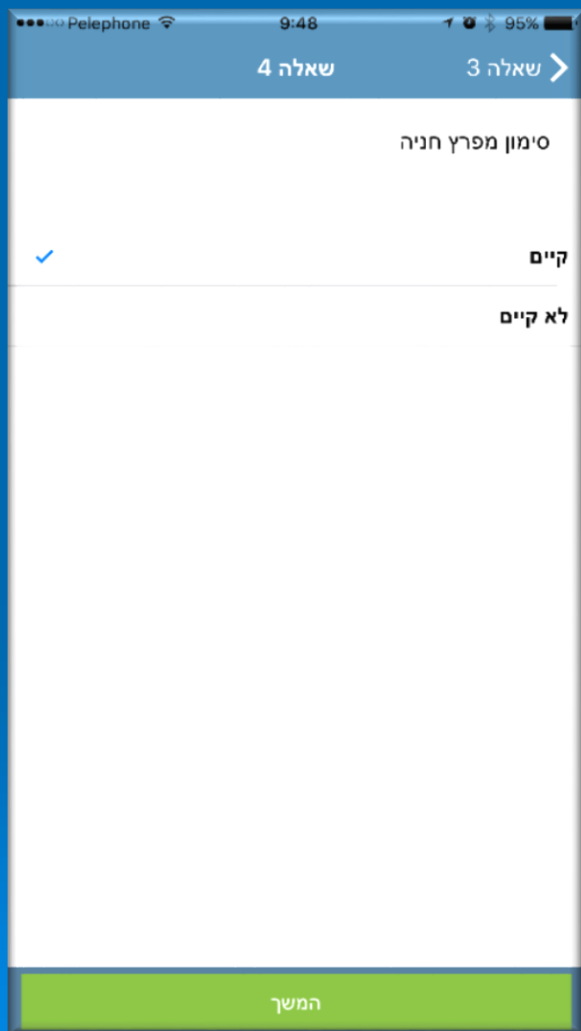 Pelephone 9:48 95%
שאלה 3 שאלה 4
סימון מפרץ חניה
קיים
לא קיים
המשך